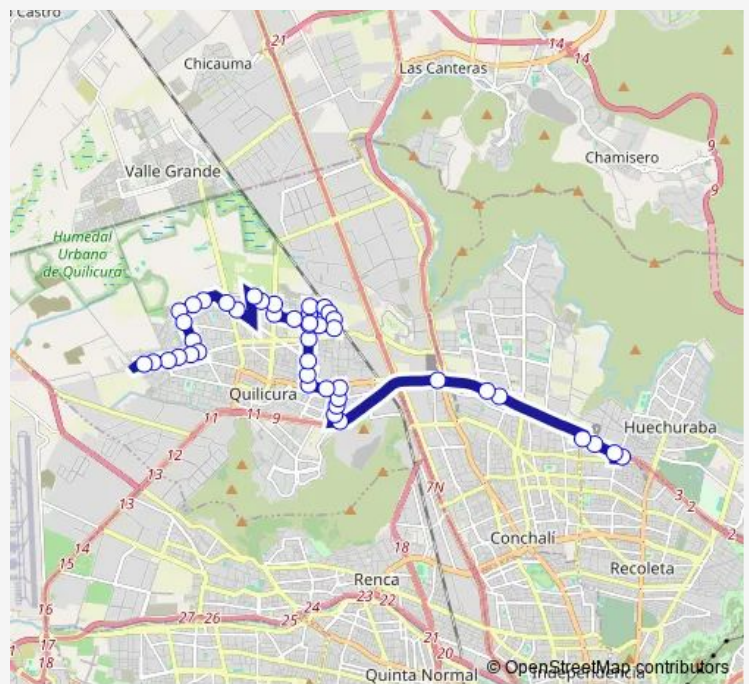 Castro
21
Chicauma
14
14
Las Canteras
Chamisero
9
9
Valle Grande
Humedal
Urbano
de Quilicura
Quilicura
11
11
9
12
13
13
14
15
16
17
18
Huechuraba
7N
3
2
2
Conchalí
Recoleta
18
Renca
23
22
24
25
27
26
21
20
Quinta Normal
Independencia
© OpenStreetMap contributors